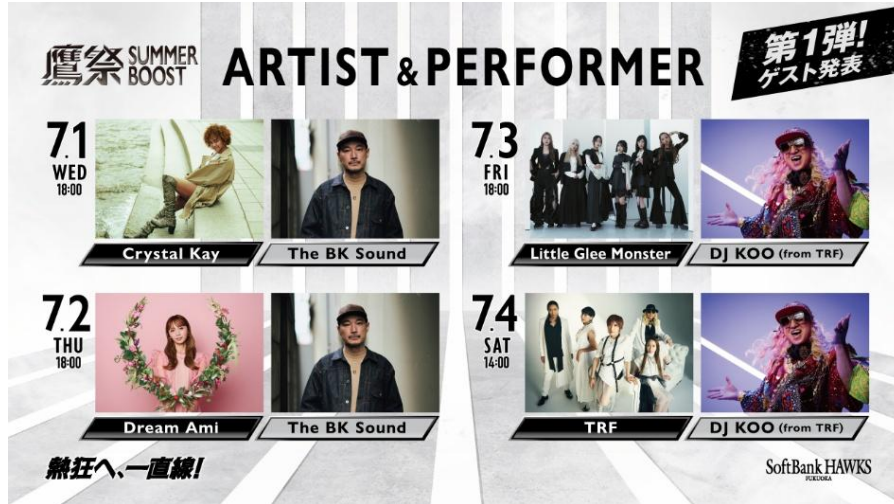 鷹祭 SUMMER BOOST
ARTIST & PERFORMER
第1弾!
ゲスト発表
7.1
WED
18:00
Crystal Kay
The BK Sound
7.3
FRI
18:00
Little Glee Monster
DJ KOO (from TRF)
7.2
THU
18:00
Dream Ami
The BK Sound
7.4
SAT
14:00
TRF
DJ KOO (from TRF)
熱狂へ、一直線!
SoftBank HAWKS
FUKUOKA